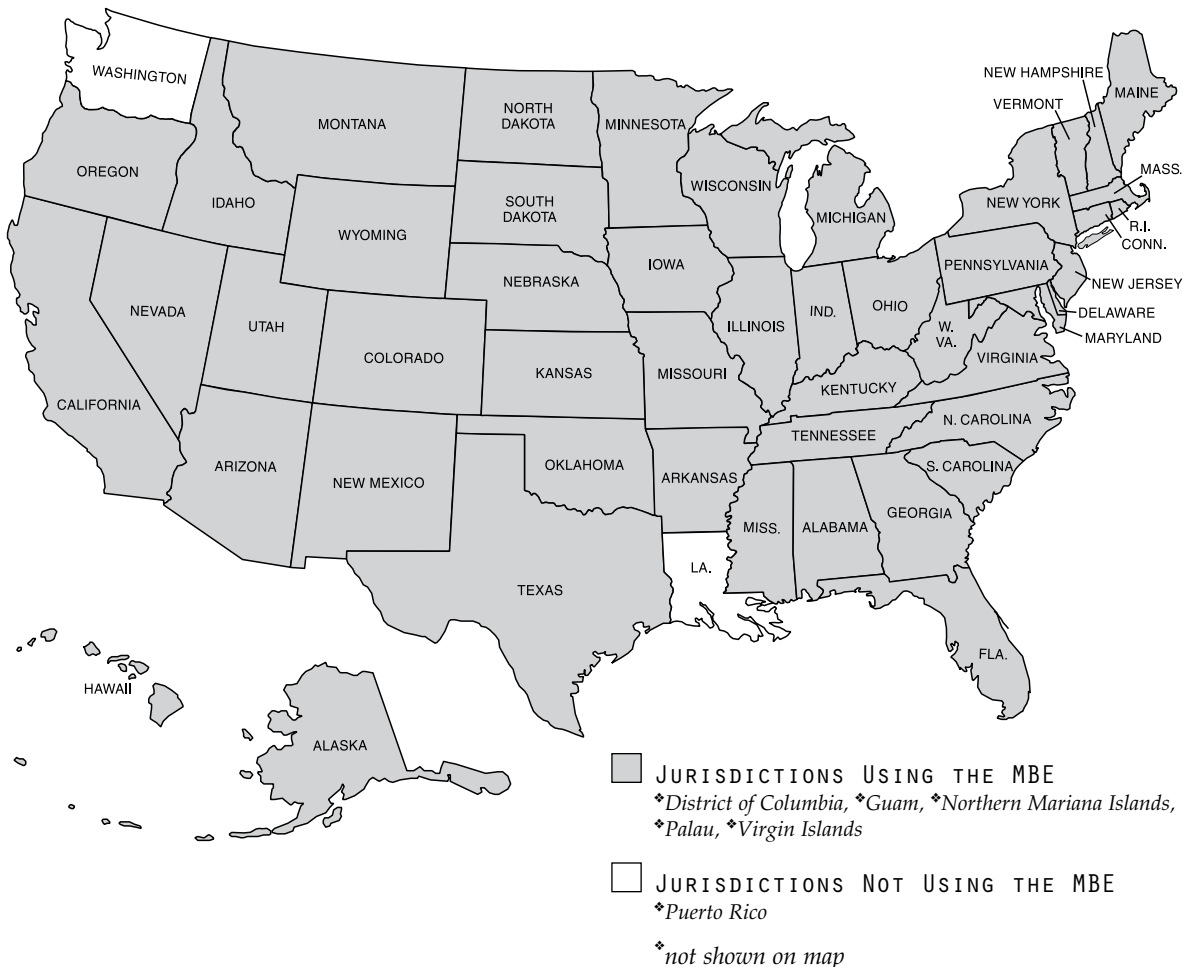 WASHINGTON
MONTANA
NORTH
DAKOTA
MINNESOTA
NEW HAMPSHIRE
VERMONT
MAINE
OREGON
IDAHO
WYOMING
SOUTH
DAKOTA
WISCONSIN
MICHIGAN
NEW YORK
MASS.
R.I.
CONN.
NEVADA
UTAH
COLORADO
NEBRASKA
IOWA
ILLINOIS
IND.
OHIO
PENNSYLVANIA
NEW JERSEY
DELAWARE
MARYLAND
W.
VA.
VIRGINIA
CALIFORNIA
KANSAS
MISSOURI
KENTUCKY
ARIZONA
NEW MEXICO
OKLAHOMA
ARKANSAS
TENNESSEE
N. CAROLINA
S. CAROLINA
TEXAS
LA.
MISS.
ALABAMA
GEORGIA
FLA.
HAWAII
ALASKA
JURISDICTIONS USING THE MBE
❖District of Columbia, ❖Guam, ❖Northern Mariana Islands,
❖Palau, ❖Virgin Islands
JURISDICTIONS NOT USING THE MBE
❖Puerto Rico
❖not shown on map